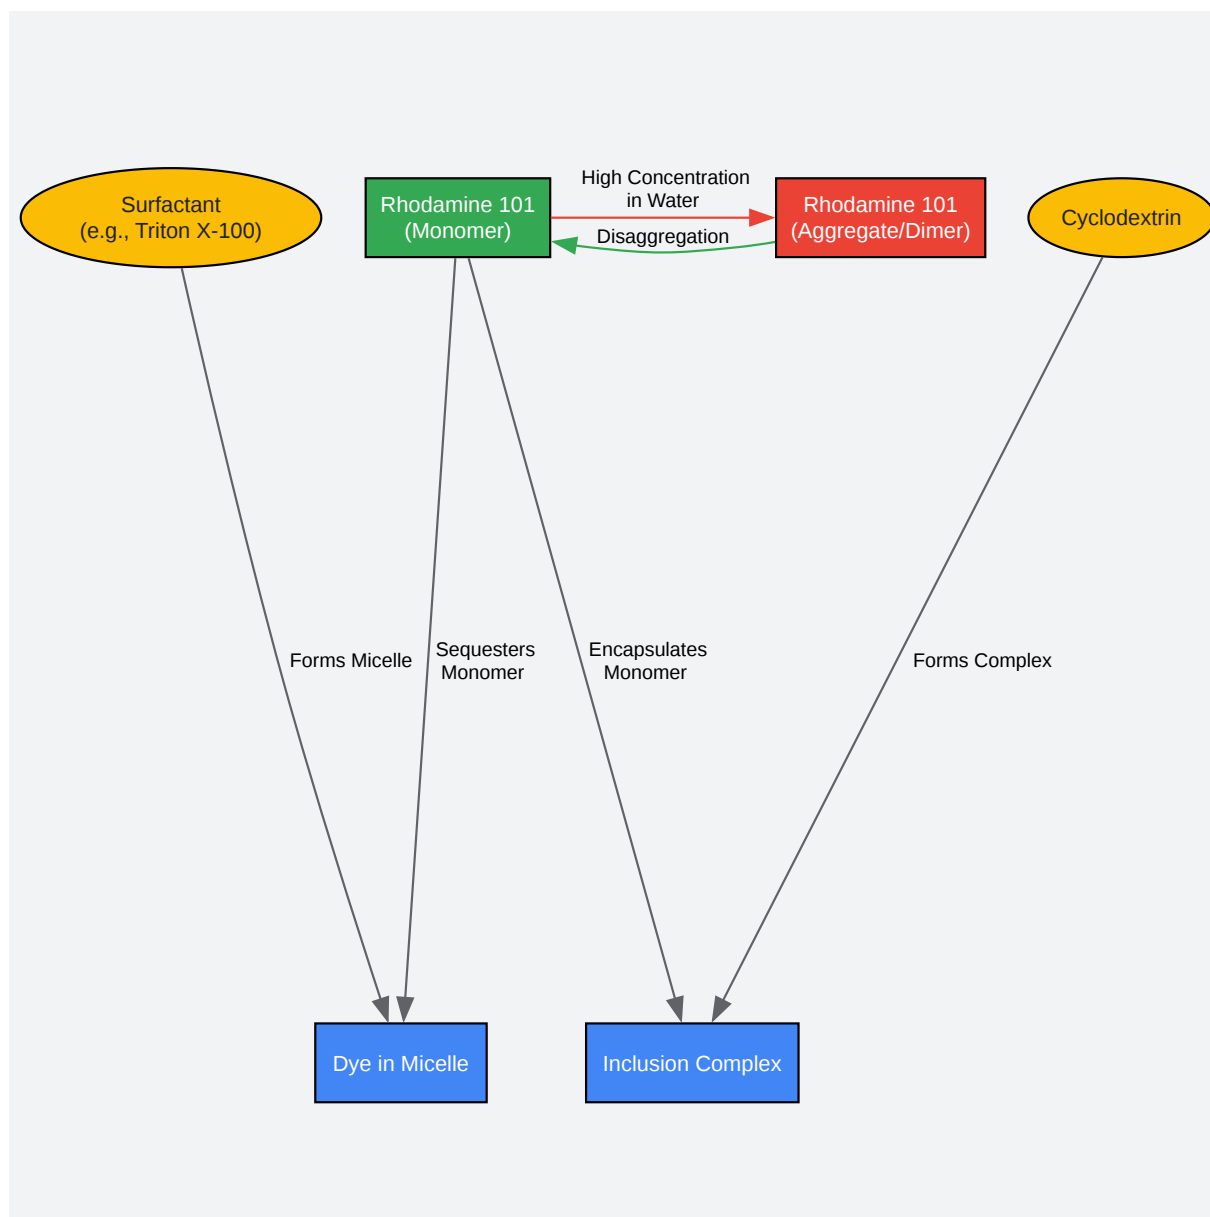 Surfactant
(e.g., Triton X-100)
Rhodamine 101
(Monomer)
High Concentration
in Water
Disaggregation
Rhodamine 101
(Aggregate/Dimer)
Cyclodextrin
Forms Micelle
Sequesters
Monomer
Encapsulates
Monomer
Forms Complex
Dye in Micelle
Inclusion Complex